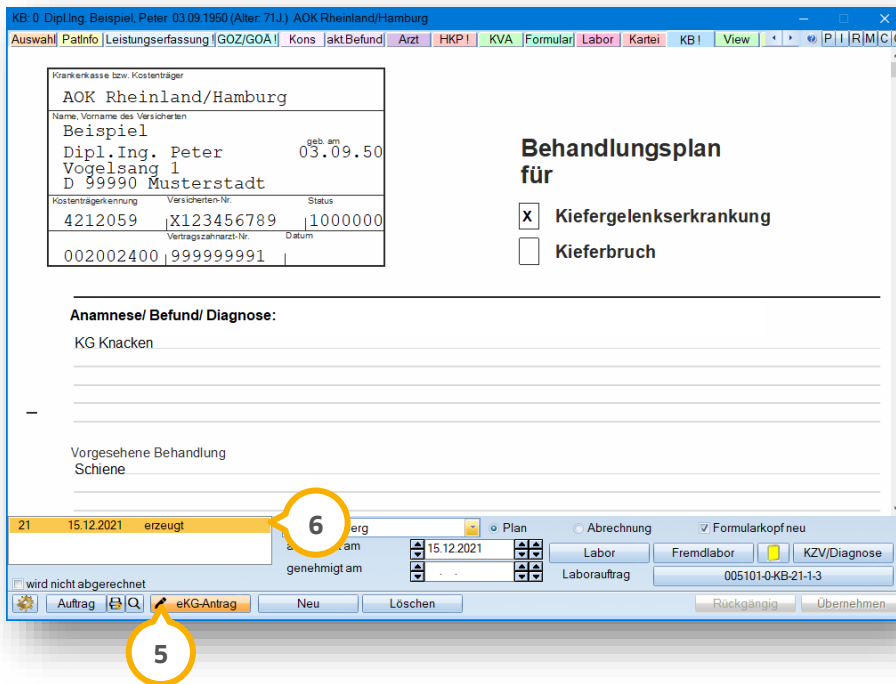 KB: 0 Dipl.Ing. Beispiel, Peter 03.09.1950 (Alter: 71J.) AOK Rheinland/Hamburg
Auswahl PatInfo Leistungserfassung ! GOZ/GOÄ ! Kons akt.Befund Arzt HKP ! KVA Formular Labor Kartei KB ! View P I R M C
Krankenkasse bzw. Kostenträger
AOK Rheinland/Hamburg
Name, Vorname des Versicherten
Beispiel
geb. am
Dipl.Ing. Peter 03.09.50
Vogelsang 1
D 99990 Musterstadt
Kostenträgerkennung Versicherten-Nr. Status
4212059 X123456789 1000000
Vertragszahnarzt-Nr. Datum
002002400 999999991
Behandlungsplan
für
X Kiefergelenkserkrankung
Kieferbruch
Anamnese/ Befund/ Diagnose:
KG Knacken
Vorgesehene Behandlung
Schiene
21 15.12.2021 erzeugt
6
erg
Plan Abrechnung Formularkopf neu
am 15.12.2021 Labor Fremdlabor KZV/Diagnose
genehmigt am . . Laborauftrag 005101-0-KB-21-1-3
wird nicht abgerechnet
Auftrag eKG-Antrag Neu Löschen Rückgängig Übernehmen
5